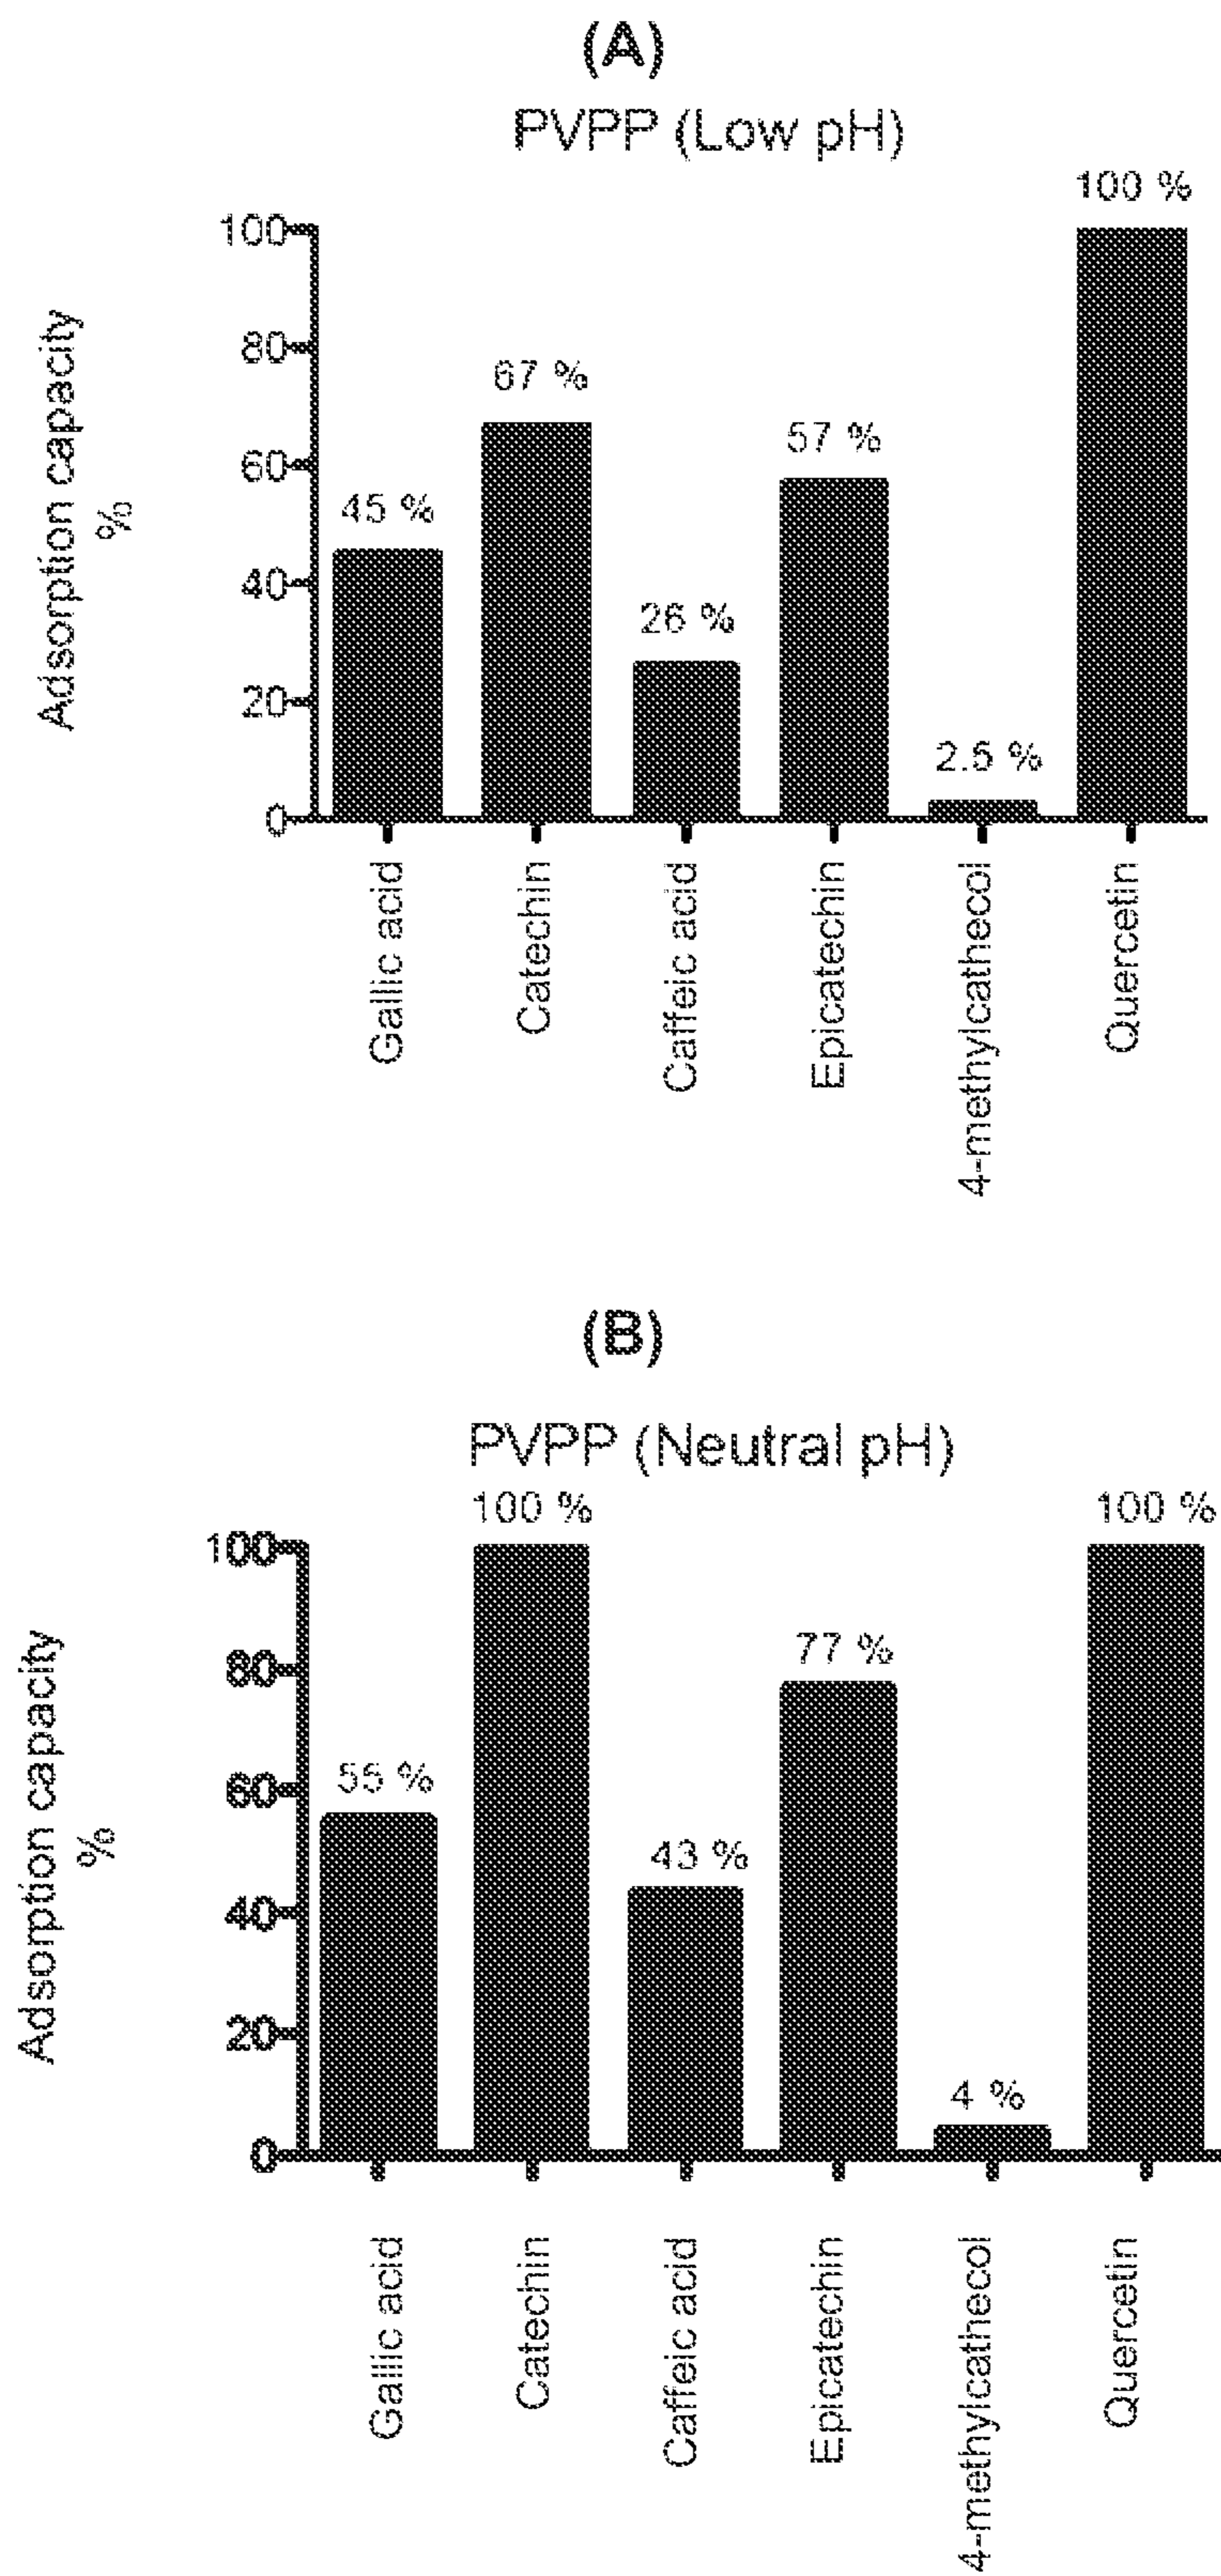 (A)
PVPP (Low pH)
Adsorption capacity
%
100
80
60
40
20
0
45 %
67 %
26 %
57 %
2.5 %
100 %
Gallic acid
Catechin
Caffeic acid
Epicatechin
4-methylcathecol
Quercetin
(B)
PVPP (Neutral pH)
Adsorption capacity
%
100
80
60
40
20
0
55 %
100 %
43 %
77 %
4 %
100 %
Gallic acid
Catechin
Caffeic acid
Epicatechin
4-methylcathecol
Quercetin